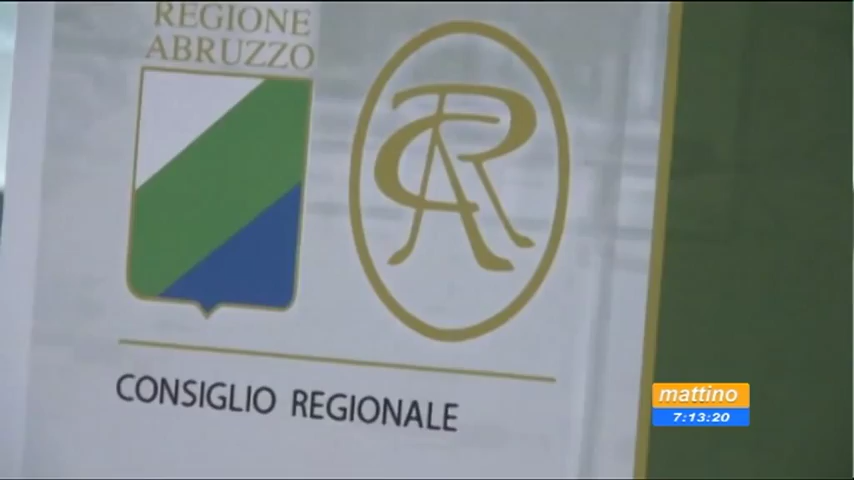 REGIONE
ABRUZZO
CRA
CONSIGLIO REGIONALE
mattino
7:13:20